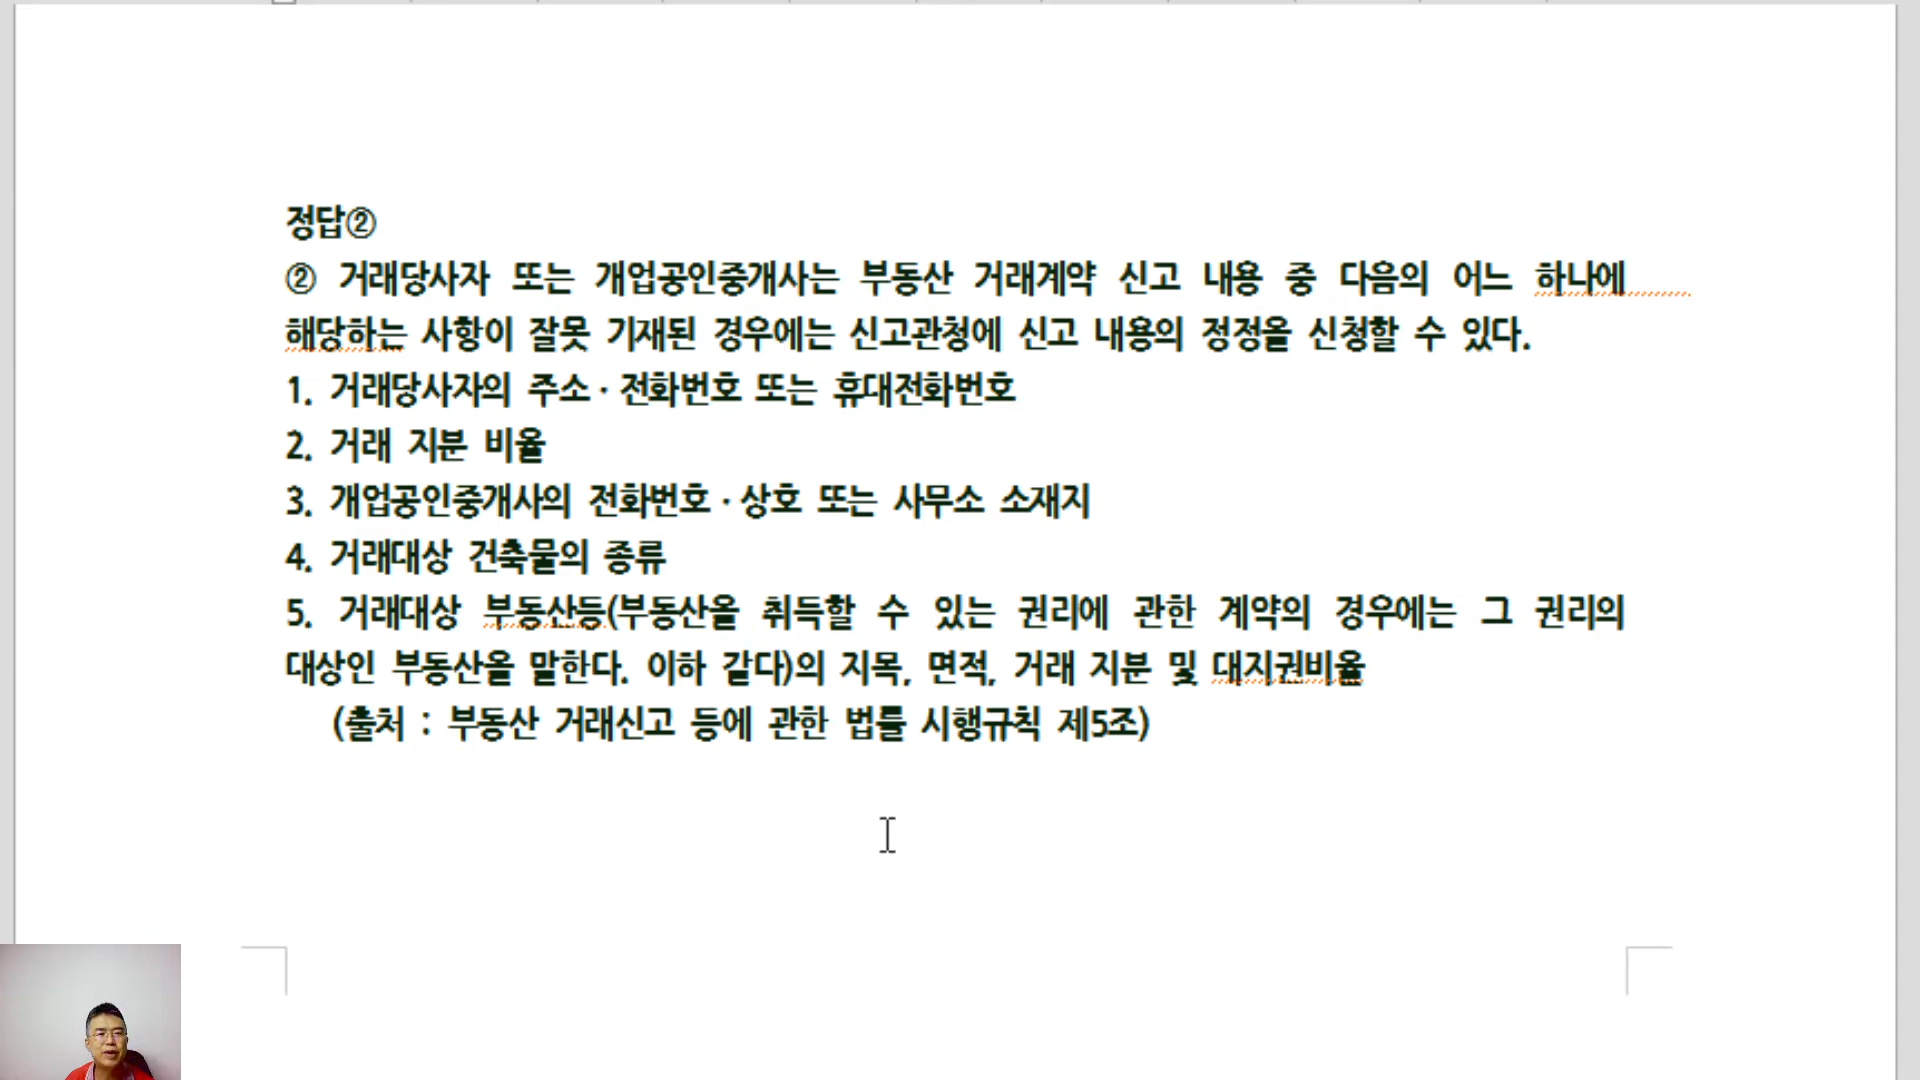 정답②
② 거래당사자 또는 개업공인중개사는 부동산 거래계약 신고 내용 중 다음의 어느 하나에
해당하는 사항이 잘못 기재된 경우에는 신고관청에 신고 내용의 정정을 신청할 수 있다.
1. 거래당사자의 주소·전화번호 또는 휴대전화번호
2. 거래 지분 비율
3. 개업공인중개사의 전화번호·상호 또는 사무소 소재지
4. 거래대상 건축물의 종류
5. 거래대상 부동산등(부동산을 취득할 수 있는 권리에 관한 계약의 경우에는 그 권리의
대상인 부동산을 말한다. 이하 같다)의 지목, 면적, 거래 지분 및 대지권비율
(출처 : 부동산 거래신고 등에 관한 법률 시행규칙 제5조)